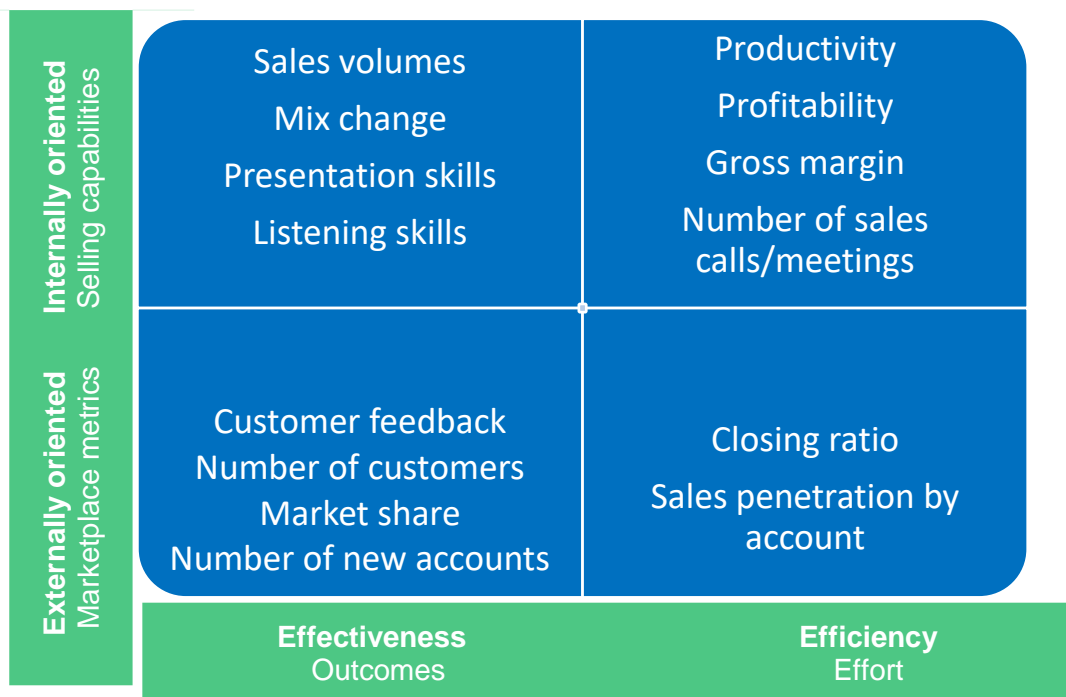 Internally oriented
Selling capabilities
Sales volumes
Mix change
Presentation skills
Listening skills
Productivity
Profitability
Gross margin
Number of sales
calls/meetings
Externally oriented
Marketplace metrics
Customer feedback
Number of customers
Market share
Number of new accounts
Closing ratio
Sales penetration by
account
Effectiveness
Outcomes
Efficiency
Effort